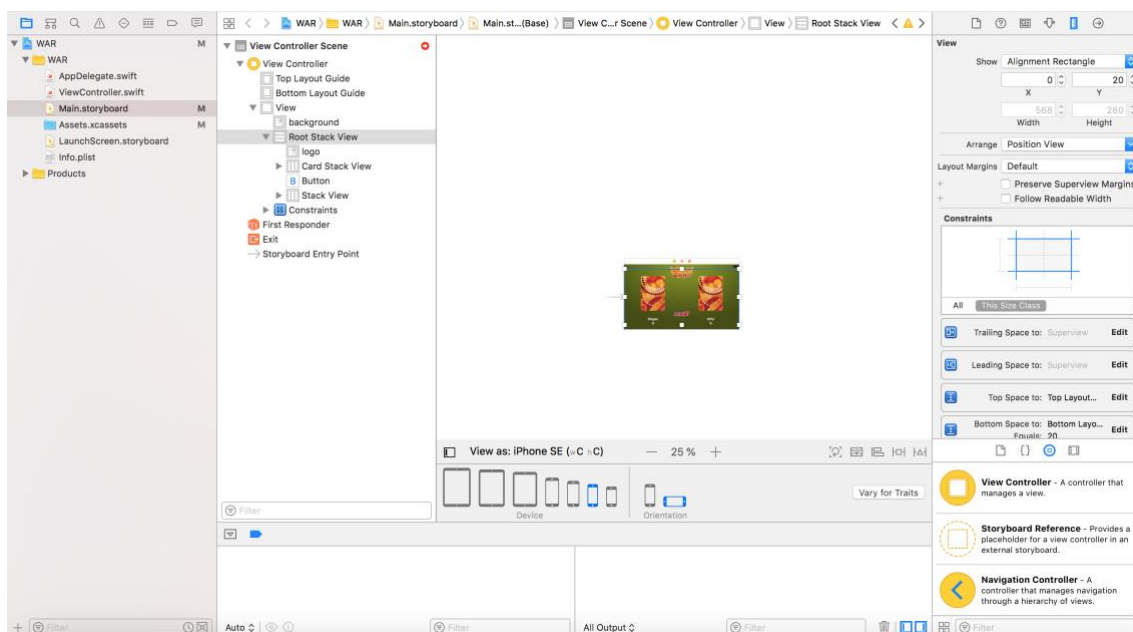 WAR
WAR
Main.storyboard
Main.st...(Base)
View C...r Scene
View Controller
View
Root Stack View
WAR M
WAR
AppDelegate.swift
ViewController.swift
Main.storyboard M
Assets.xcassets M
LaunchScreen.storyboard
Info.plist
Products
Filter
View Controller Scene
View Controller
Top Layout Guide
Bottom Layout Guide
View
background
Root Stack View
logo
Card Stack View
B Button
Stack View
Constraints
First Responder
Exit
Storyboard Entry Point
Filter
View as: iPhone SE (wC hC)
25 %
Vary for Traits
Device
Orientation
Auto
Filter
All Output
Filter
View
Show Alignment Rectangle
0 20
X Y
568 280
Width Height
Arrange Position View
Layout Margins Default
Preserve Superview Margins
Follow Readable Width
Constraints
All This Size Class
Trailing Space to: Superview Edit
Leading Space to: Superview Edit
Top Space to: Top Layout... Edit
Bottom Space to: Bottom Layo... Edit
Equals: 20
View Controller - A controller that
manages a view.
Storyboard Reference - Provides a
placeholder for a view controller in an
external storyboard.
Navigation Controller - A
controller that manages navigation
through a hierarchy of views.
Filter